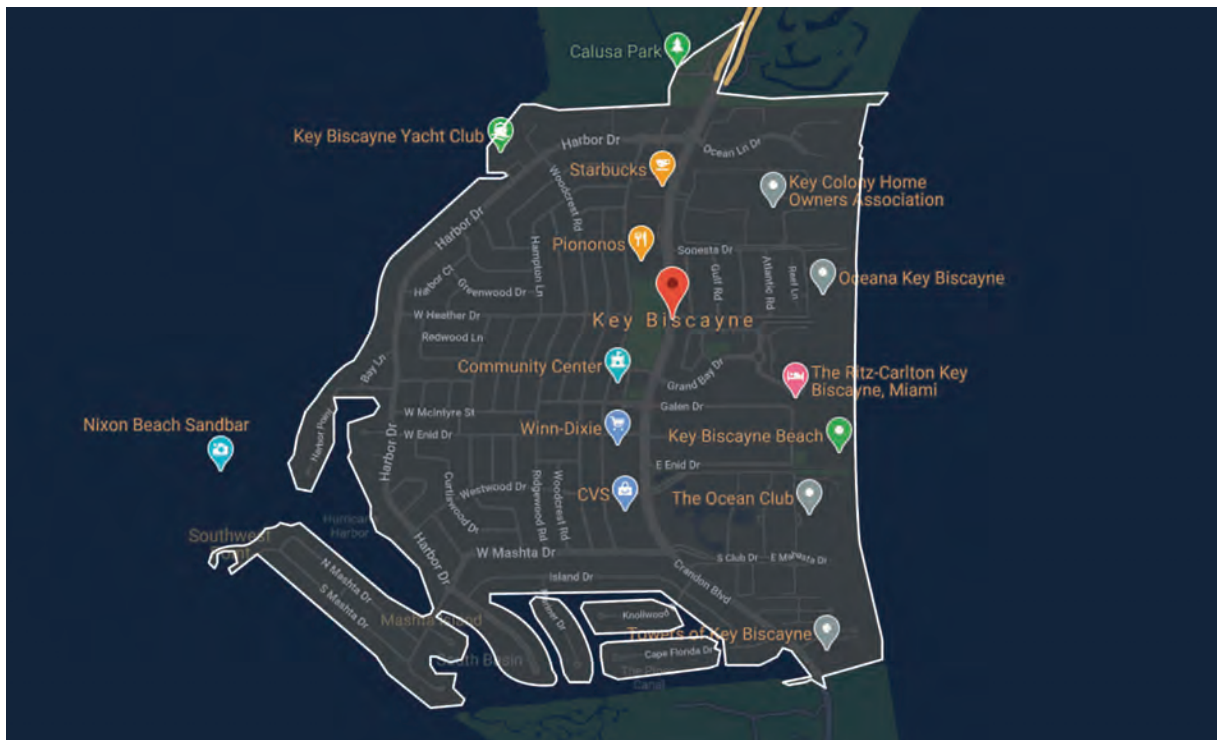 Calusa Park
Key Biscayne Yacht Club
Harbor Dr
Ocean Ln Dr
Starbucks
Woodcrest Rd
Key Colony Home
Owners Association
Harbor Dr
Piononos
Sonesta Dr
Hampton Ln
Gulf Rd
Atlantic Rd
Reef Ln
Oceana Key Biscayne
Harbor Ct
Greenwood Dr
W Heather Dr
Key Biscayne
Redwood Ln
Community Center
Bay Ln
Grand Bay Dr
The Ritz-Carlton Key
Biscayne, Miami
Galen Dr
W McIntyre St
Harbor Point
Nixon Beach Sandbar
Winn-Dixie
Key Biscayne Beach
W Enid Dr
Harbor Dr
E Enid Dr
Curtiswood Dr
Westwood Dr
Ridgewood Rd
Woodcrest Rd
CVS
The Ocean Club
Hurricane
Harbor
Southwest
Point
W Mashta Dr
S Club Dr
E Mashta Dr
Harbor Dr
N Mashta Dr
S Mashta Dr
Island Dr
Crandon Blvd
Mashta Island
Mariner Dr
Knollwood
Towers of Key Biscayne
Cape Florida Dr
South Basin
Canal